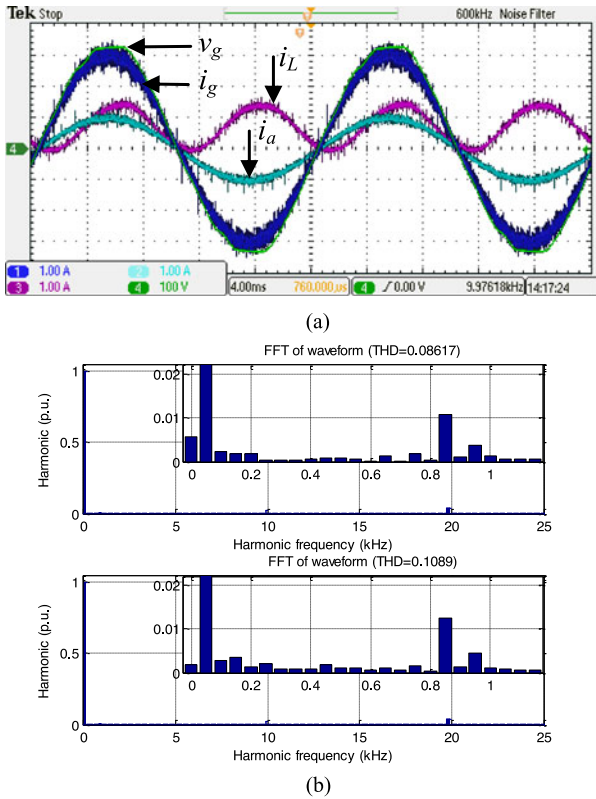 Tek Stop
600kHz Noise Filter
v_g
i_g
i_L
i_a
4
1 1.00 A 2 1.00 A
3 1.00 A 4 100 V
4.00ms
760.000µs
4 ∫ 0.00 V
9.97618kHz
14:17:24
(a)
FFT of waveform (THD=0.08617)
Harmonic (p.u.)
1
0.5
0
0.02
0.01
0
0 0.2 0.4 0.6 0.8 1
0 5 10 15 20 25
Harmonic frequency (kHz)
FFT of waveform (THD=0.1089)
Harmonic (p.u.)
1
0.5
0
0.02
0.01
0
0 0.2 0.4 0.6 0.8 1
0 5 10 15 20 25
Harmonic frequency (kHz)
(b)